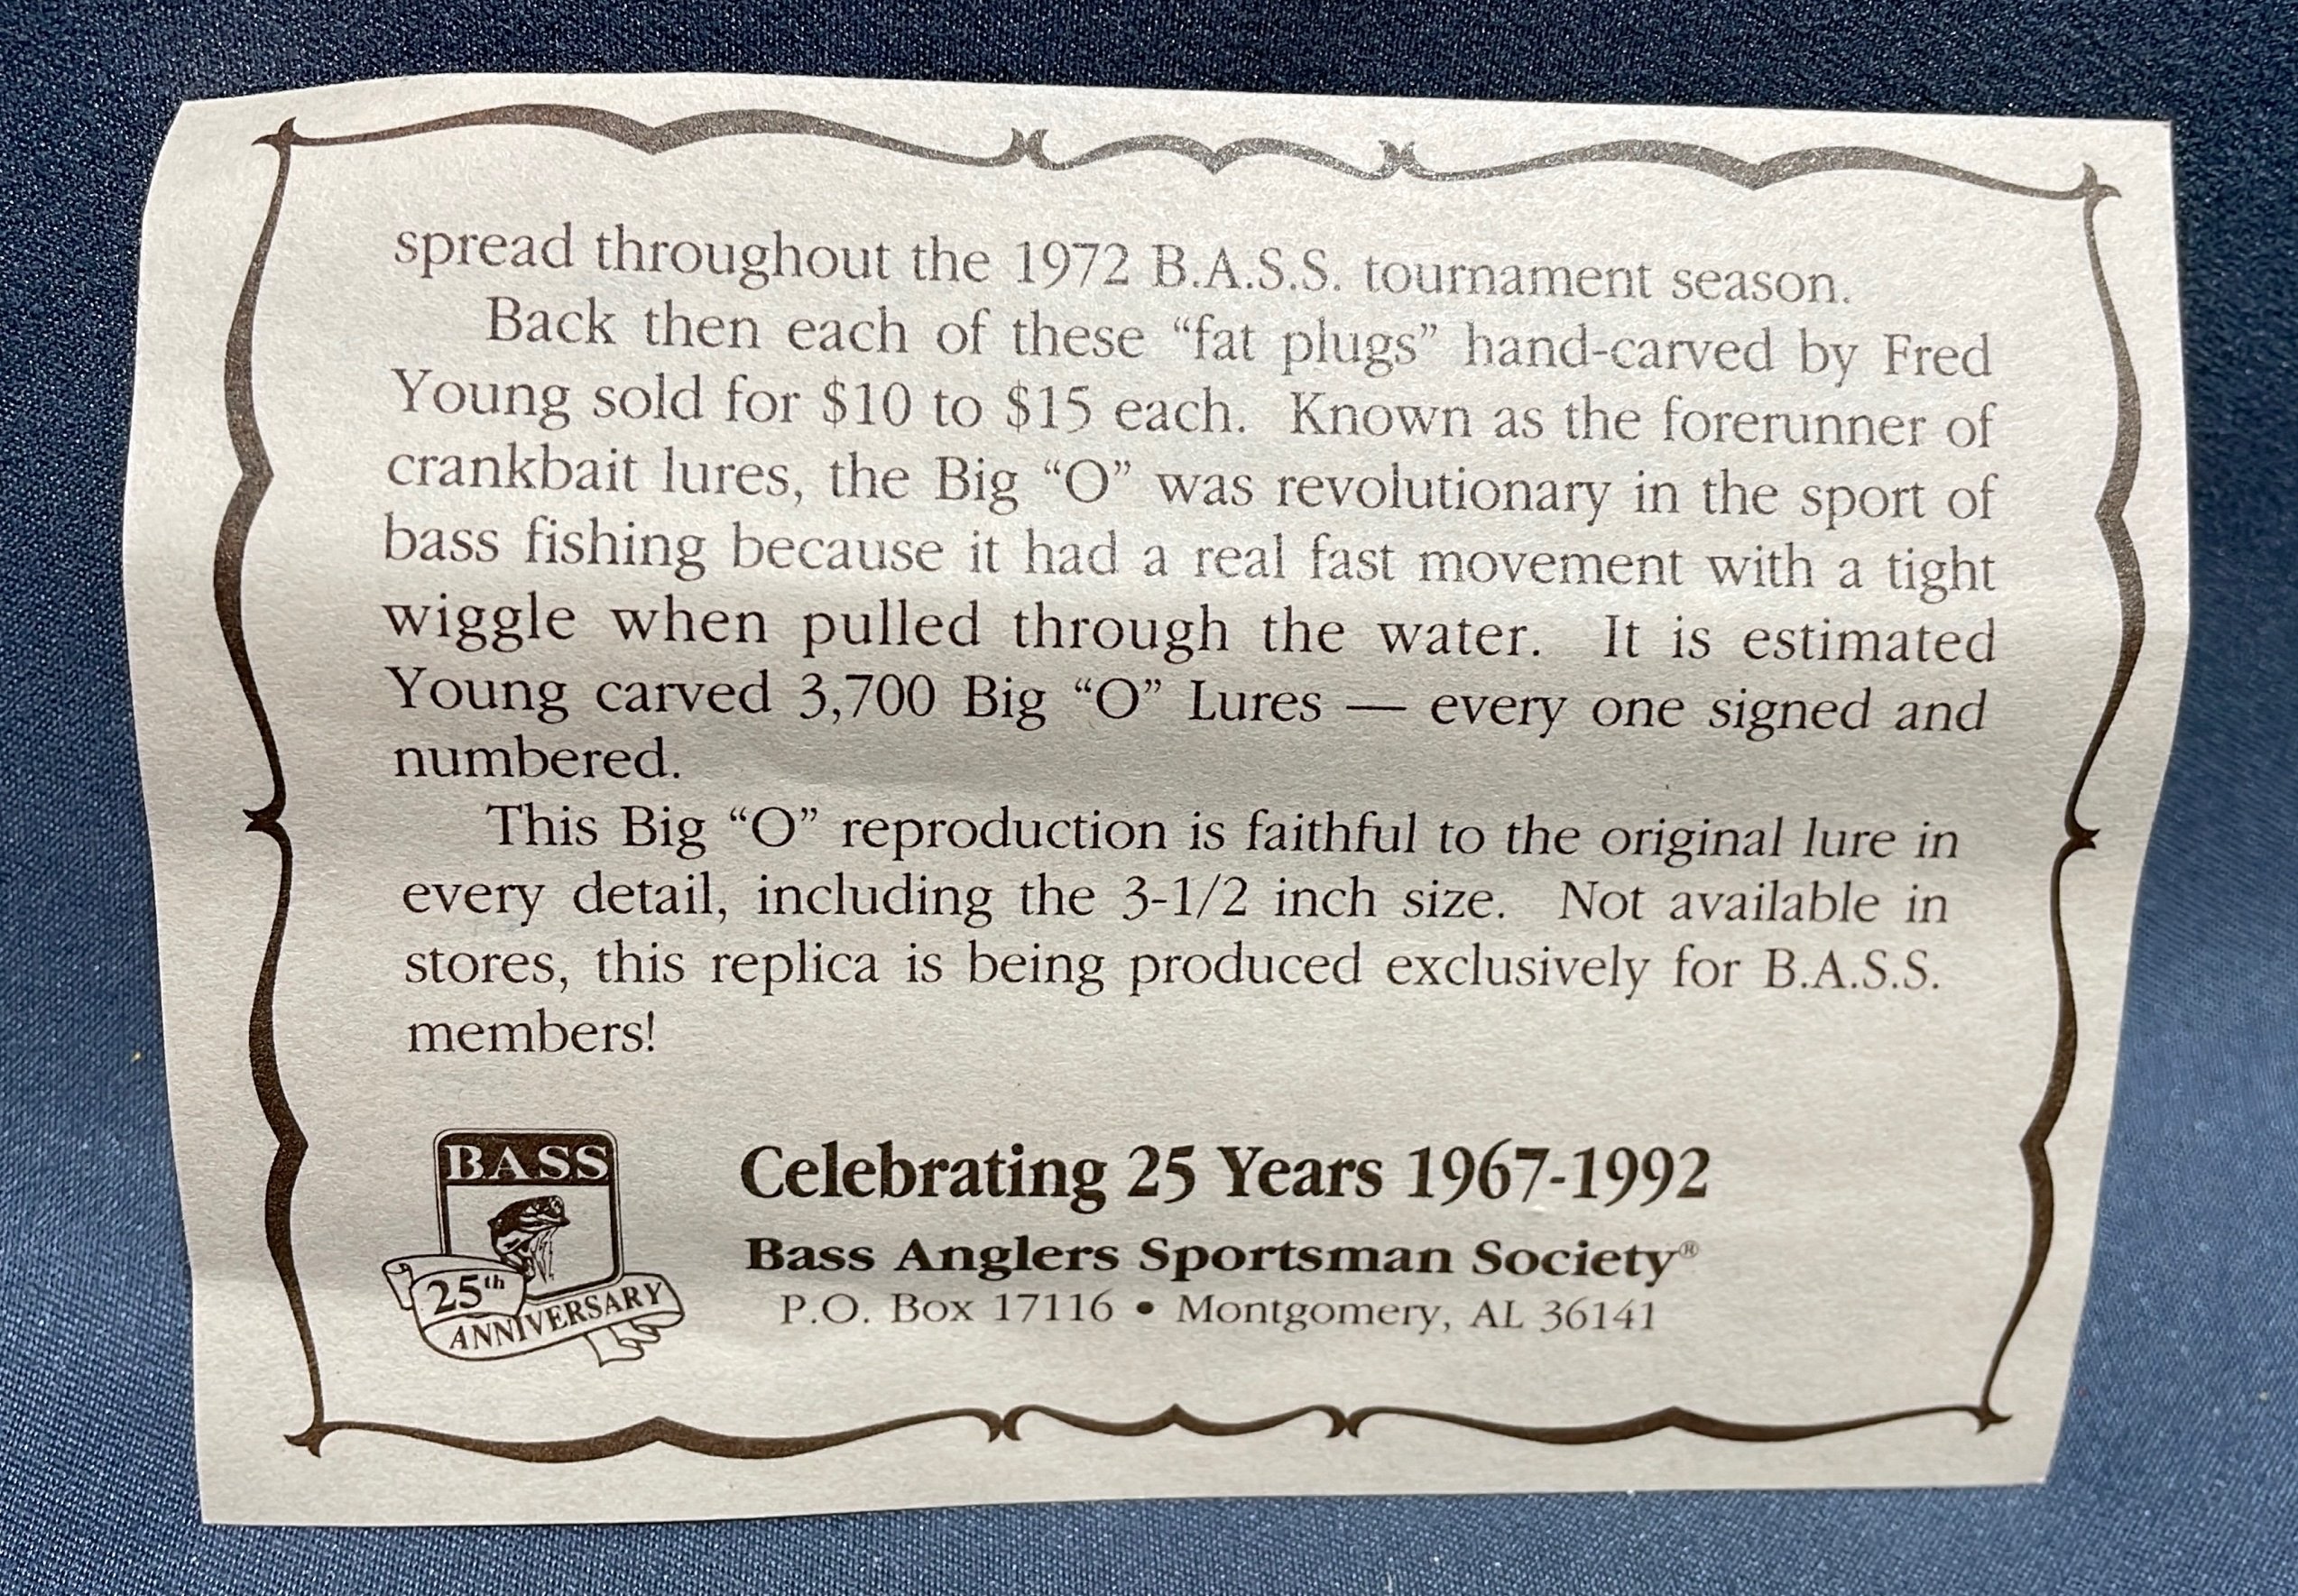 spread throughout the 1972 B.A.S.S. tournament season.
Back then each of these “fat plugs” hand-carved by Fred
Young sold for $10 to $15 each. Known as the forerunner of
crankbait lures, the Big “O” was revolutionary in the sport of
bass fishing because it had a real fast movement with a tight
wiggle when pulled through the water. It is estimated
Young carved 3,700 Big “O” Lures — every one signed and
numbered.
This Big “O” reproduction is faithful to the original lure in
every detail, including the 3-1/2 inch size. Not available in
stores, this replica is being produced exclusively for B.A.S.S.
members!
BASS
25th
ANNIVERSARY
Celebrating 25 Years 1967-1992
Bass Anglers Sportsman Society®
P.O. Box 17116 • Montgomery, AL 36141